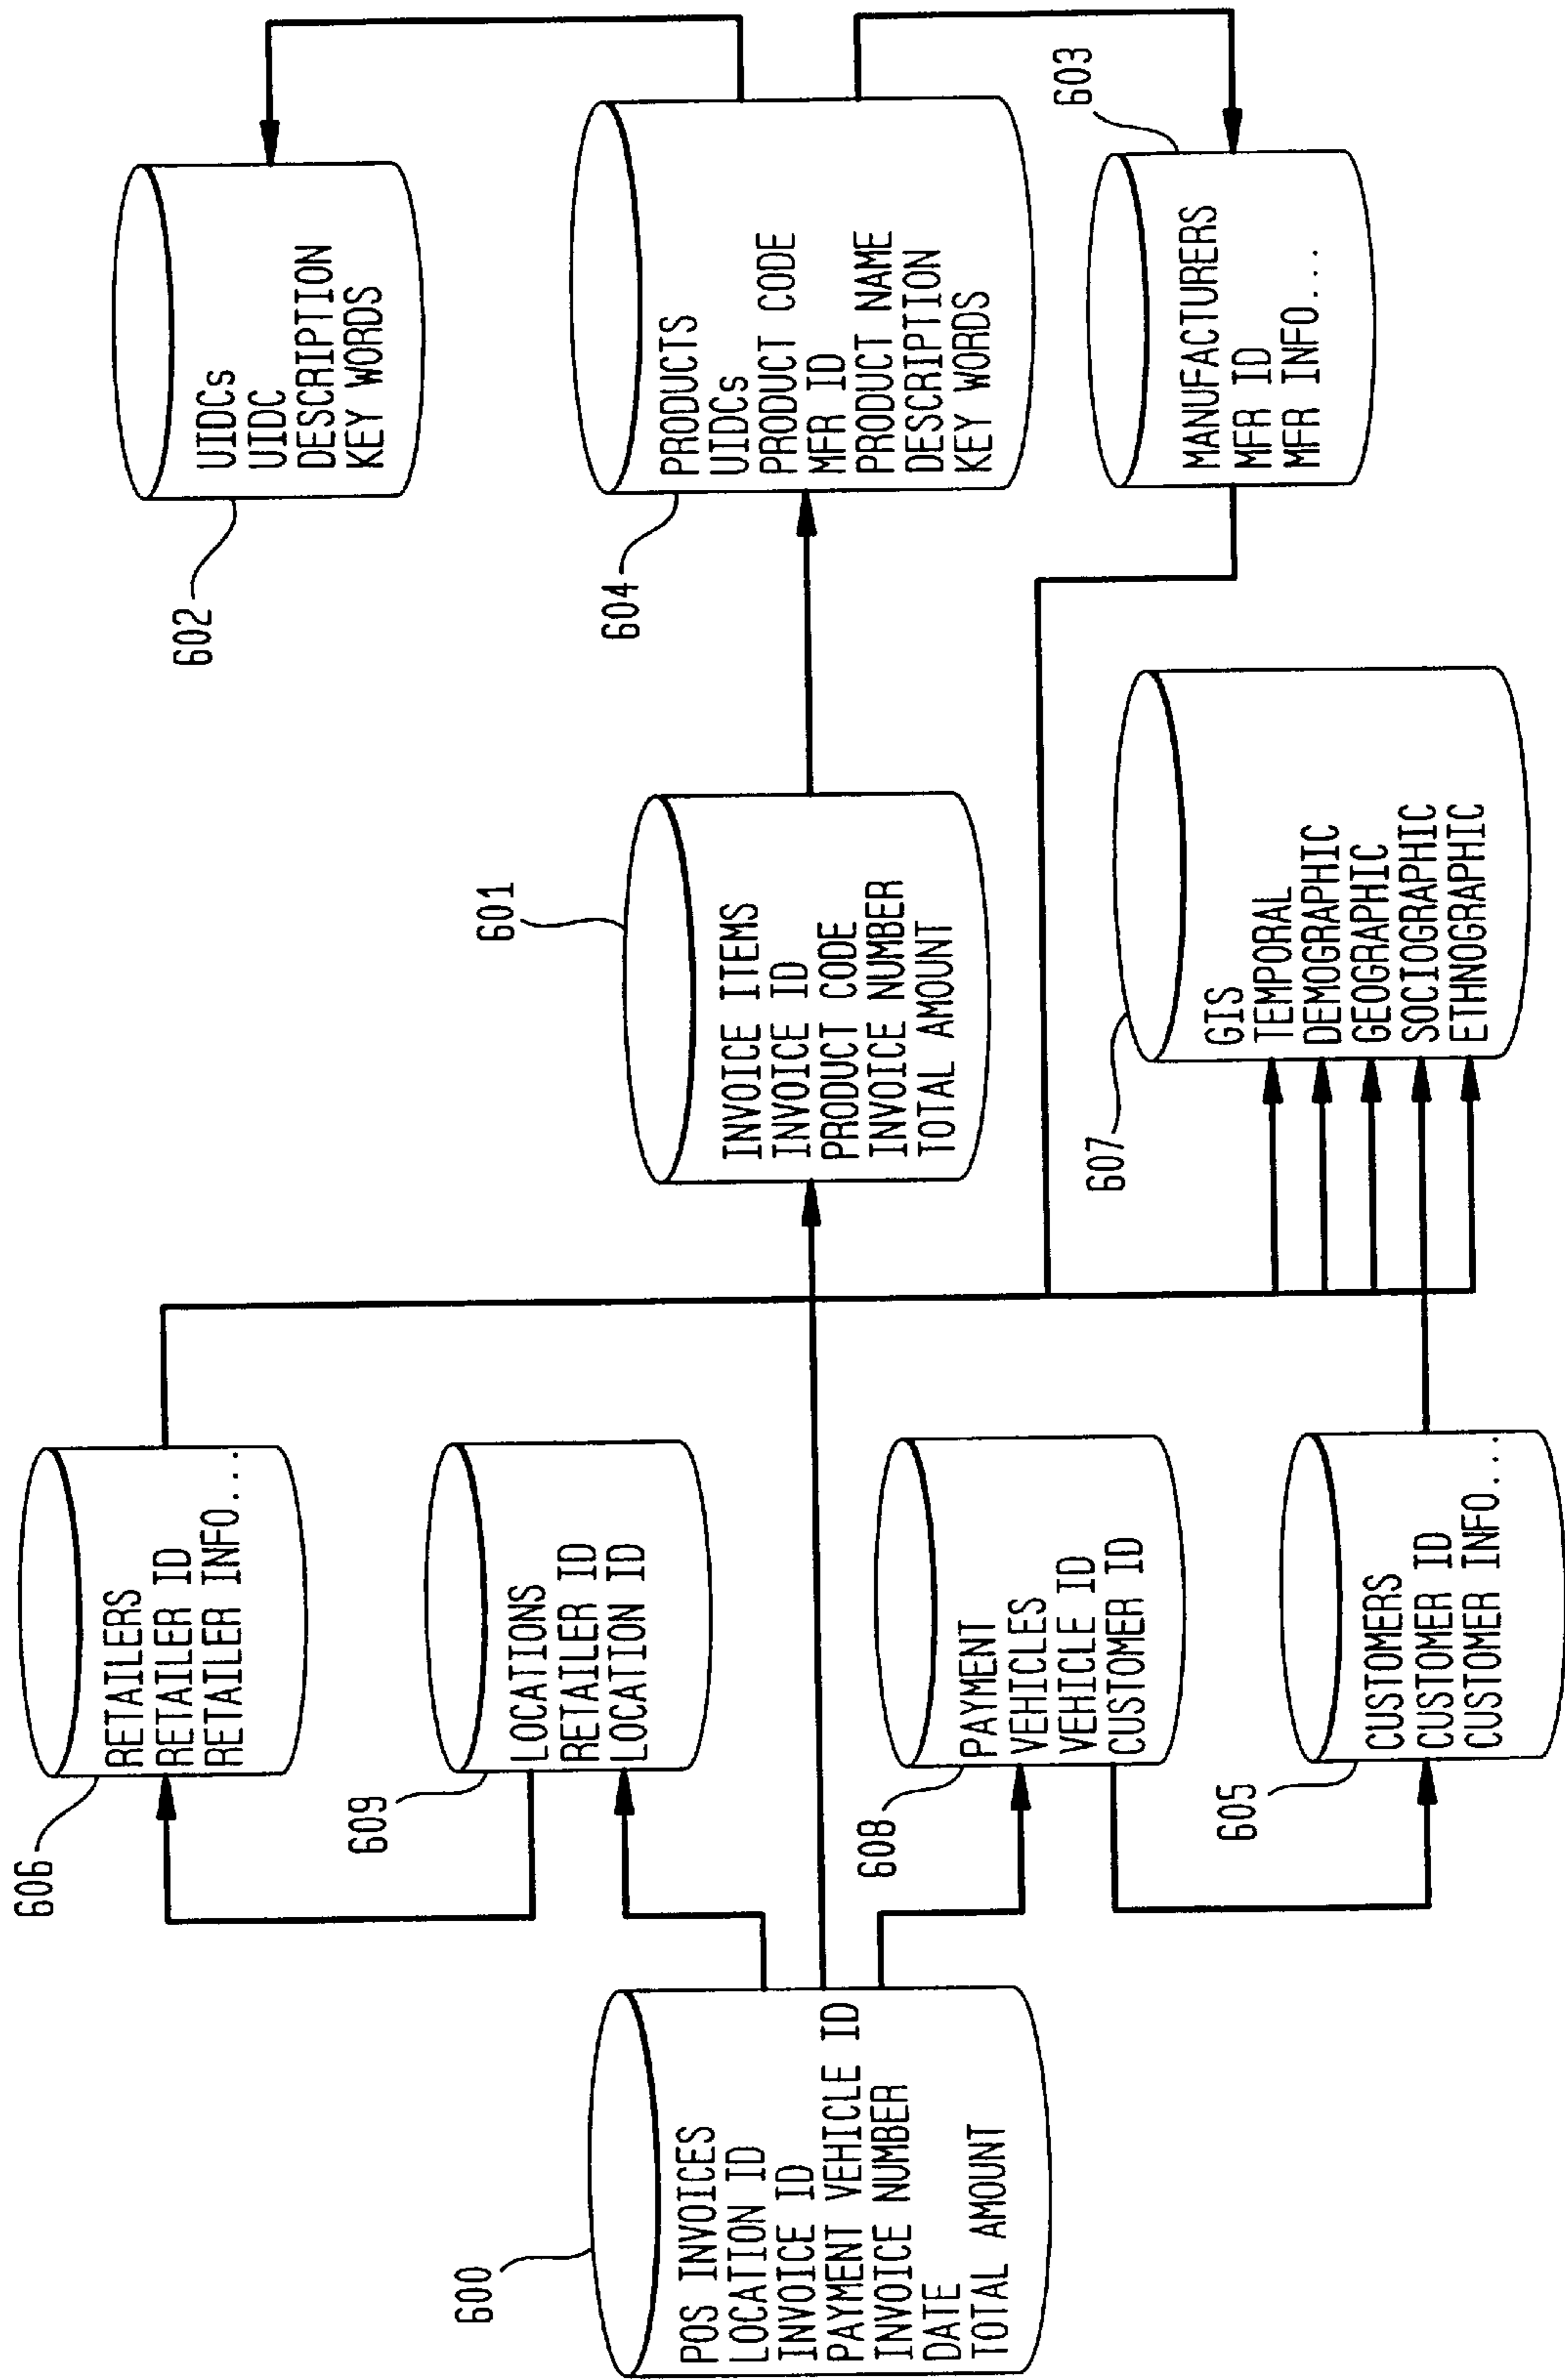 606
RETAILERS
RETAILER ID
RETAILER INFO...
609
LOCATIONS
RETAILER ID
LOCATION ID
600
POS INVOICES
LOCATION ID
INVOICE ID
PAYMENT VEHICLE ID
INVOICE NUMBER
DATE
TOTAL AMOUNT
608
PAYMENT
VEHICLES
VEHICLE ID
CUSTOMER ID
605
CUSTOMERS
CUSTOMER ID
CUSTOMER INFO...
601
INVOICE ITEMS
INVOICE ID
PRODUCT CODE
INVOICE NUMBER
TOTAL AMOUNT
607
GIS
TEMPORAL
DEMOGRAPHIC
GEOGRAPHIC
SOCIOGRAPHIC
ETHNOGRAPHIC
602
UIDCs
UIDC
DESCRIPTION
KEY WORDS
604
PRODUCTS
UIDCs
PRODUCT CODE
MFR ID
PRODUCT NAME
DESCRIPTION
KEY WORDS
603
MANUFACTURERS
MFR ID
MFR INFO...